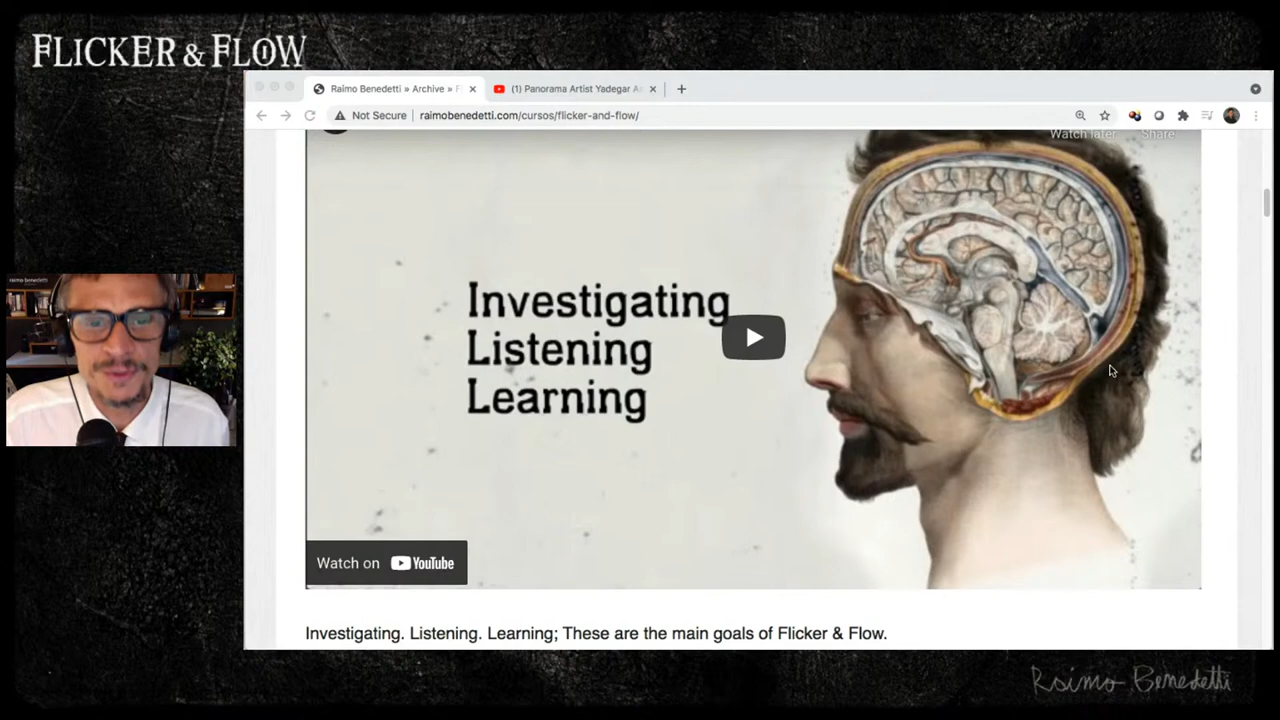 FLICKER & FLOW
Raimo Benedetti » Archive » F
(1) Panorama Artist Yadegar A
Not Secure
raimobenedetti.com/cursos/flicker-and-flow/
Watch later
Share
raimo benedetti
Investigating
Listening
Learning
Watch on YouTube
Investigating. Listening. Learning; These are the main goals of Flicker & Flow.
Raimo Benedetti